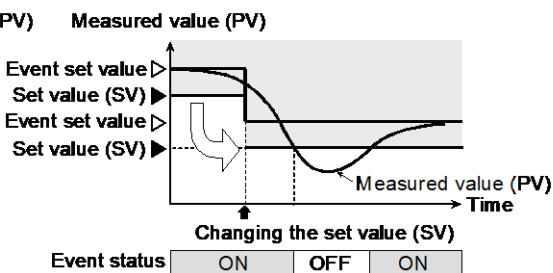 PV)
Measured value (PV)
Event set value
Set value (SV)
Event set value
Set value (SV)
Measured value (PV)
Time
Changing the set value (SV)
Event status ON OFF ON